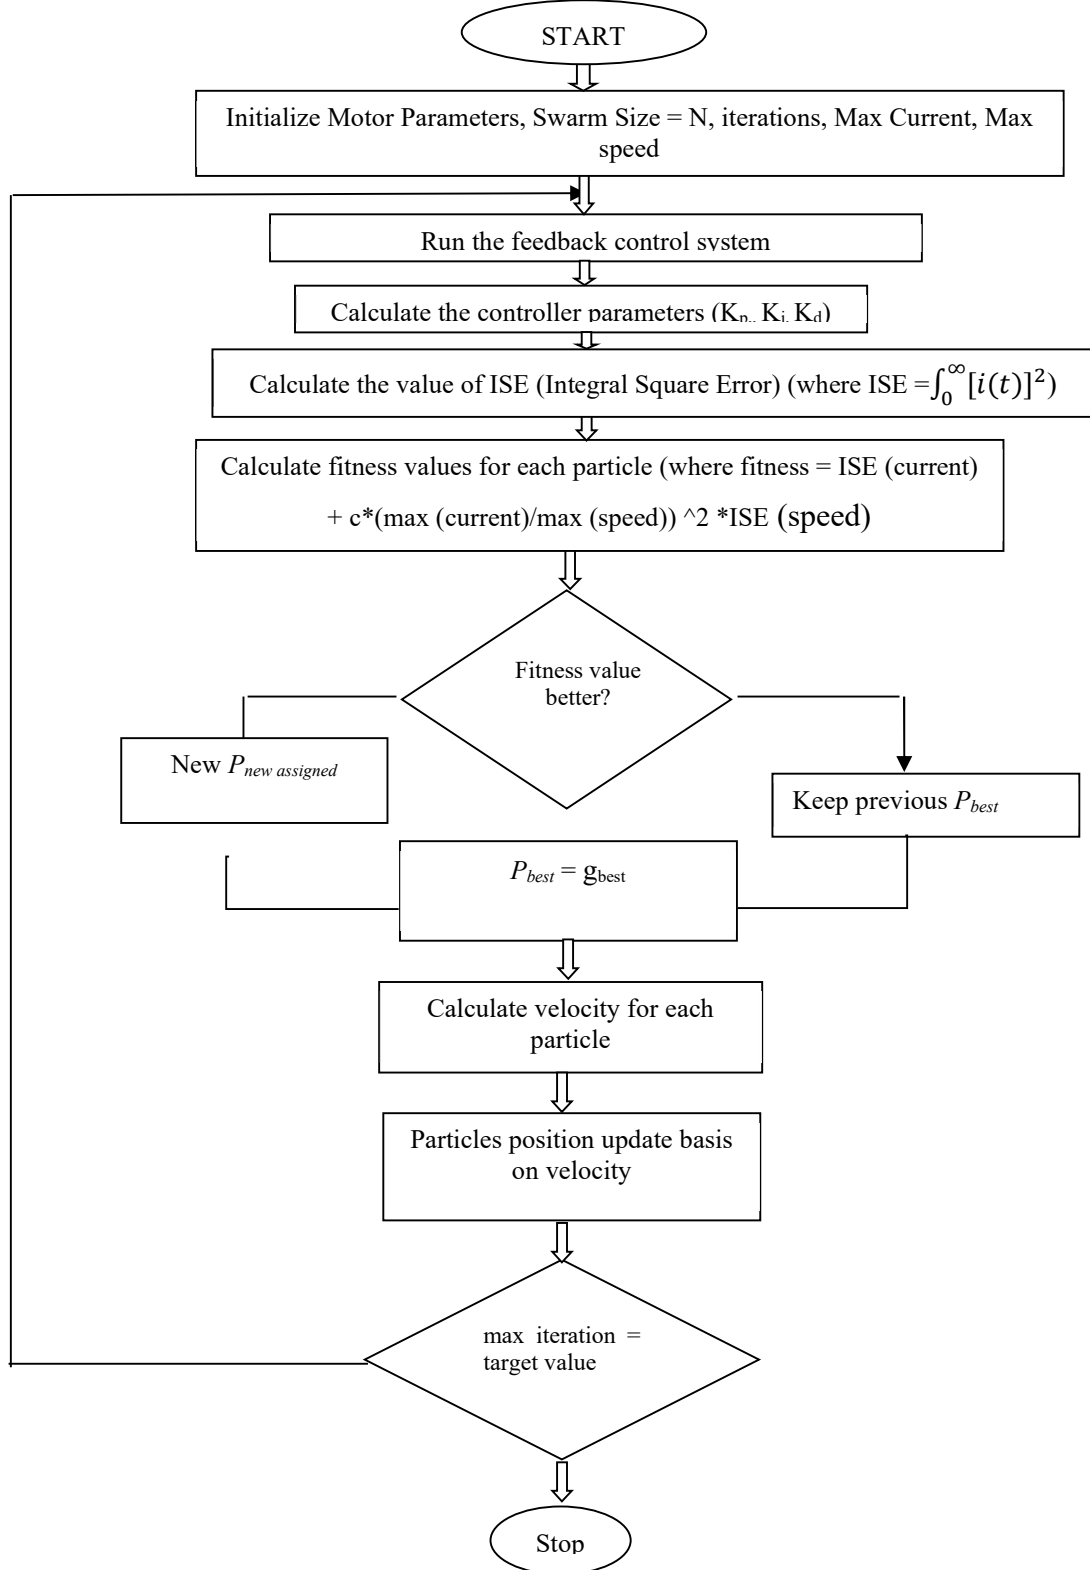 START
Initialize Motor Parameters, Swarm Size = N, iterations, Max Current, Max
speed
Run the feedback control system
Calculate the controller parameters (Kp,, Ki, Kd)
Calculate the value of ISE (Integral Square Error) (where ISE =∫₀^∞[i(t)]²)
Calculate fitness values for each particle (where fitness = ISE (current)
+ c*(max (current)/max (speed)) ^2 *ISE (speed)
Fitness value
better?
New Pnew assigned
Keep previous Pbest
Pbest = gbest
Calculate velocity for each
particle
Particles position update basis
on velocity
max iteration =
target value
Stop